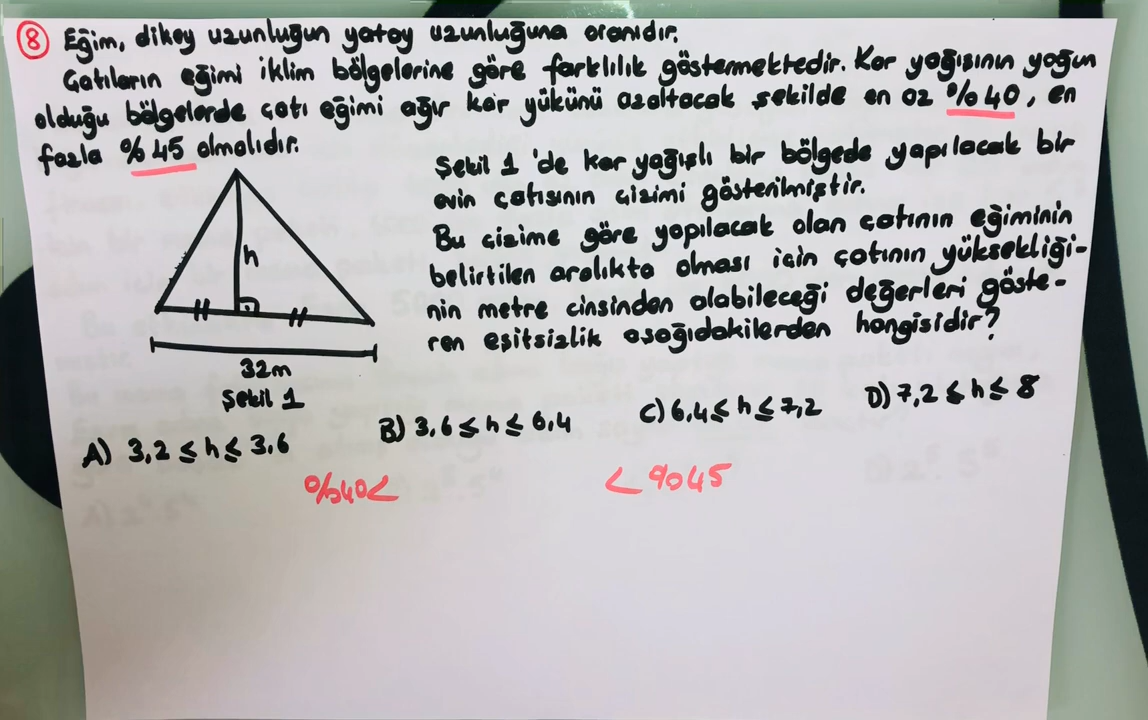 8 Eğim, dikey uzunluğun yatay uzunluğuna oranıdır.
Çatıların eğimi iklim bölgelerine göre farklılık göstermektedir. Kar yağışının yoğun
olduğu bölgelerde çatı eğimi ağır kar yükünü azaltacak şekilde en az %40, en
fazla %45 olmalıdır.
Şekil 1 'de kar yağışlı bir bölgede yapılacak bir
evin çatısının çizimi gösterilmiştir.
Bu çizime göre yapılacak olan çatının eğiminin
belirtilen aralıkta olması için çatının yüksekliği-
nin metre cinsinden alabileceği değerleri göste-
ren eşitsizlik aşağıdakilerden hangisidir?
h
32m
Şekil 1
A) 3,2 ≤ h ≤ 3,6
B) 3,6 ≤ h ≤ 6,4
C) 6,4 ≤ h ≤ 7,2
D) 7,2 ≤ h ≤ 8
%40<
< %45